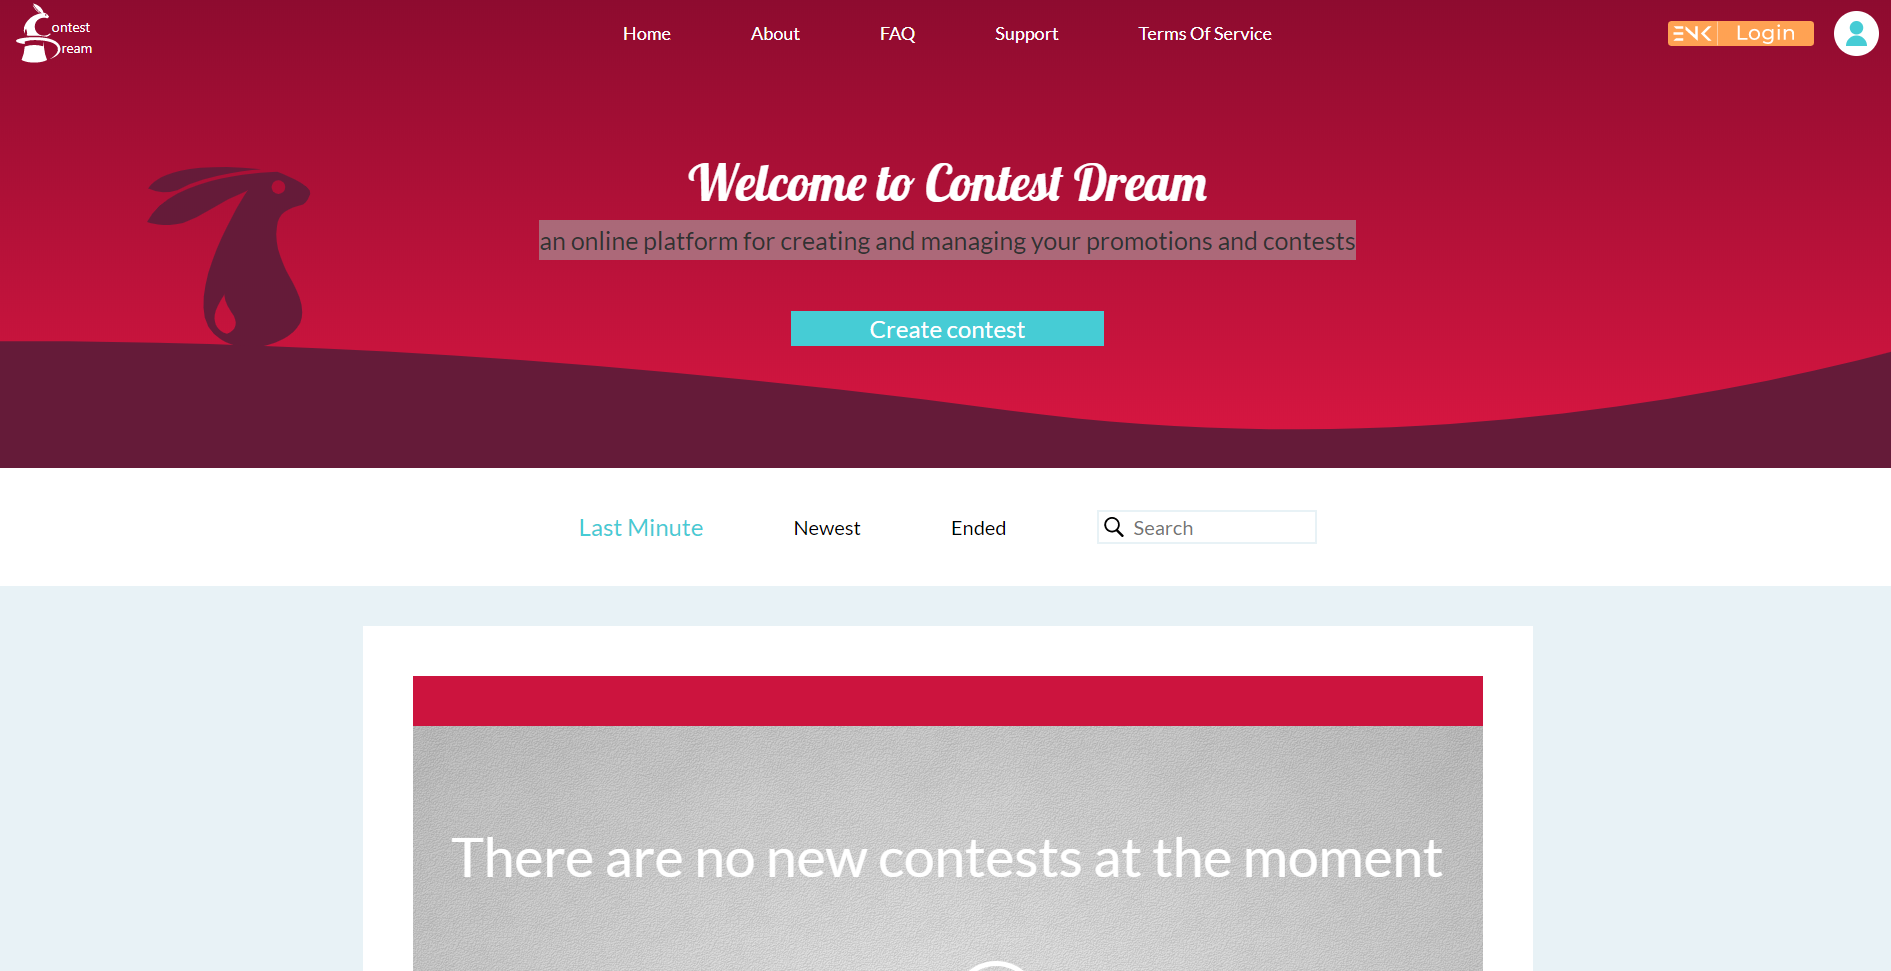 Contest
Dream
Home
About
FAQ
Support
Terms Of Service
ENK
Login
Welcome to Contest Dream
an online platform for creating and managing your promotions and contests
Create contest
Last Minute
Newest
Ended
Search
There are no new contests at the moment